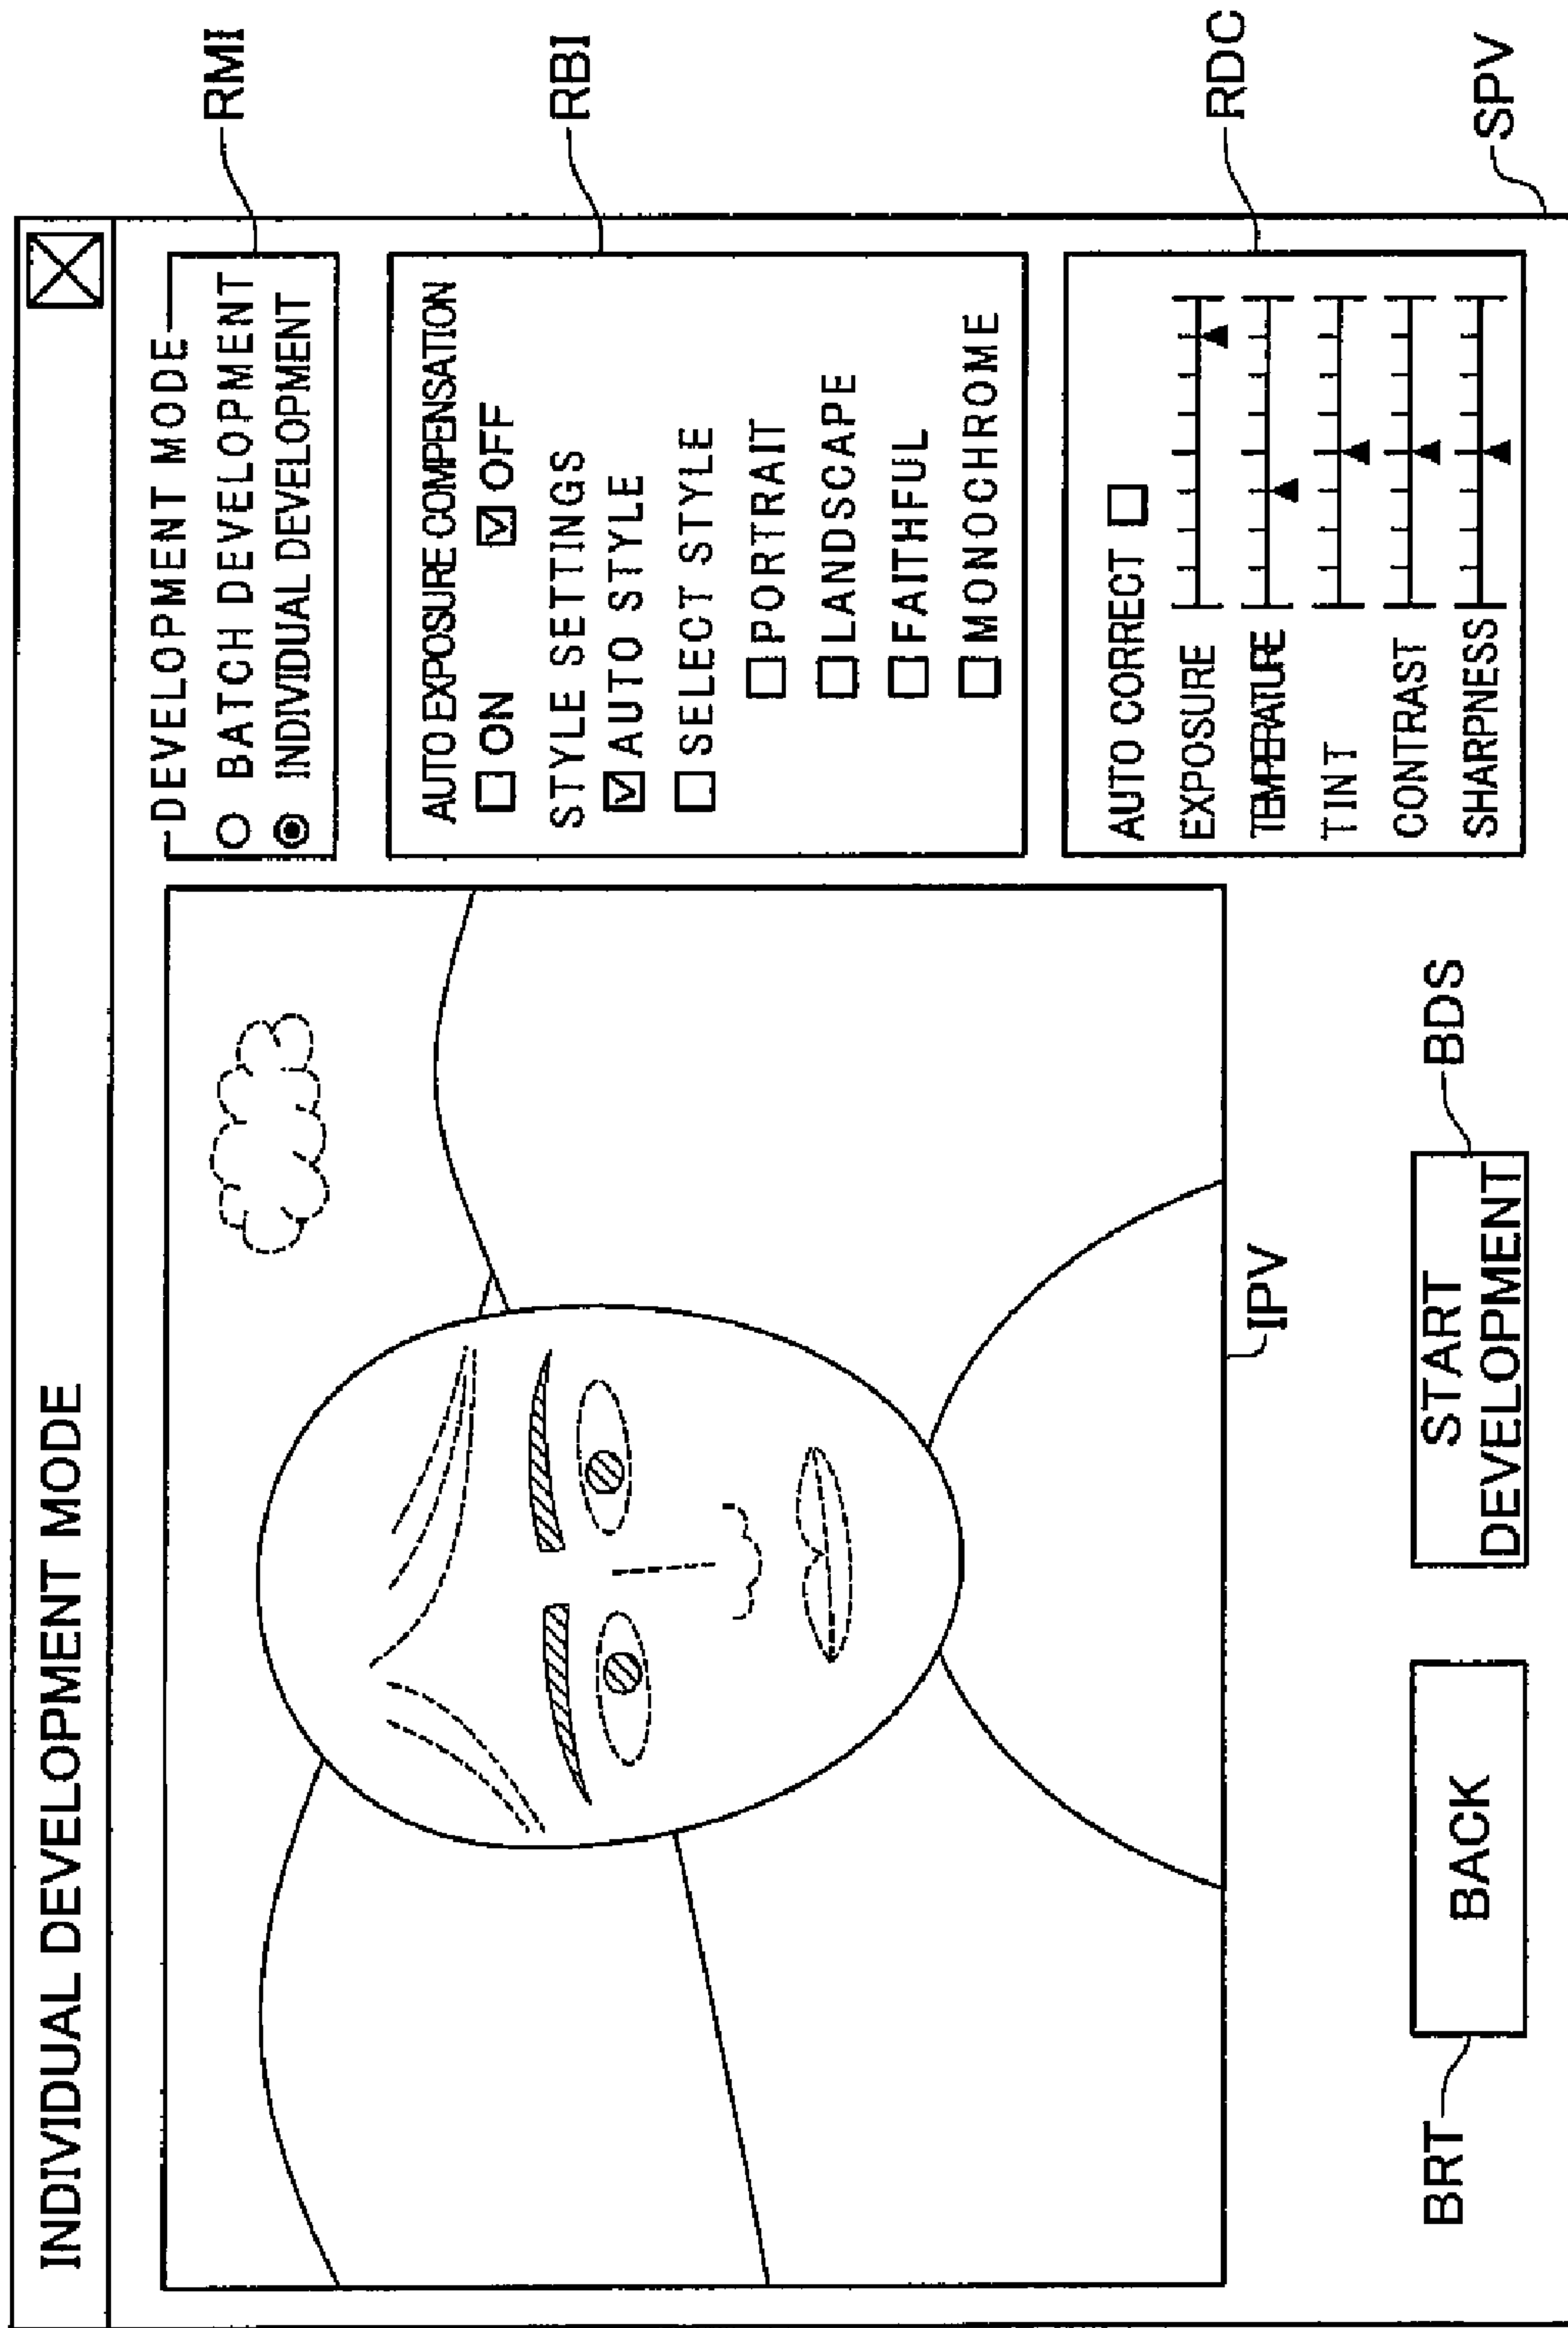 INDIVIDUAL DEVELOPMENT MODE
DEVELOPMENT MODE
BATCH DEVELOPMENT
INDIVIDUAL DEVELOPMENT
RMI
AUTO EXPOSURE COMPENSATION
ON OFF
STYLE SETTINGS
AUTO STYLE
SELECT STYLE
PORTRAIT
LANDSCAPE
FAITHFUL
MONOCHROME
RBI
AUTO CORRECT
EXPOSURE
TEMPERATURE
TINT
CONTRAST
SHARPNESS
RDC
SPV
IPV
BRT
BACK
START
DEVELOPMENT
BDS